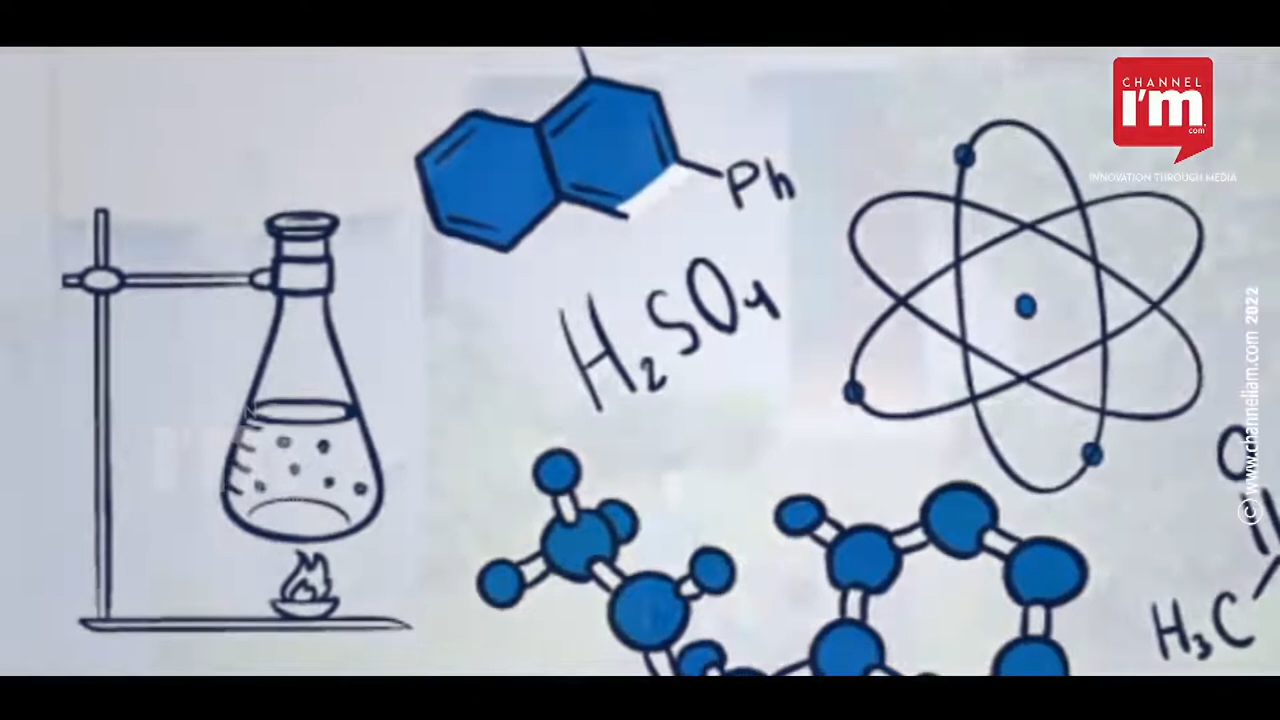 CHANNEL
I'm
.com
INNOVATION THROUGH MEDIA
Ph
H₂SO₄
(C) www.channeliam.com 2022
O
H₃C